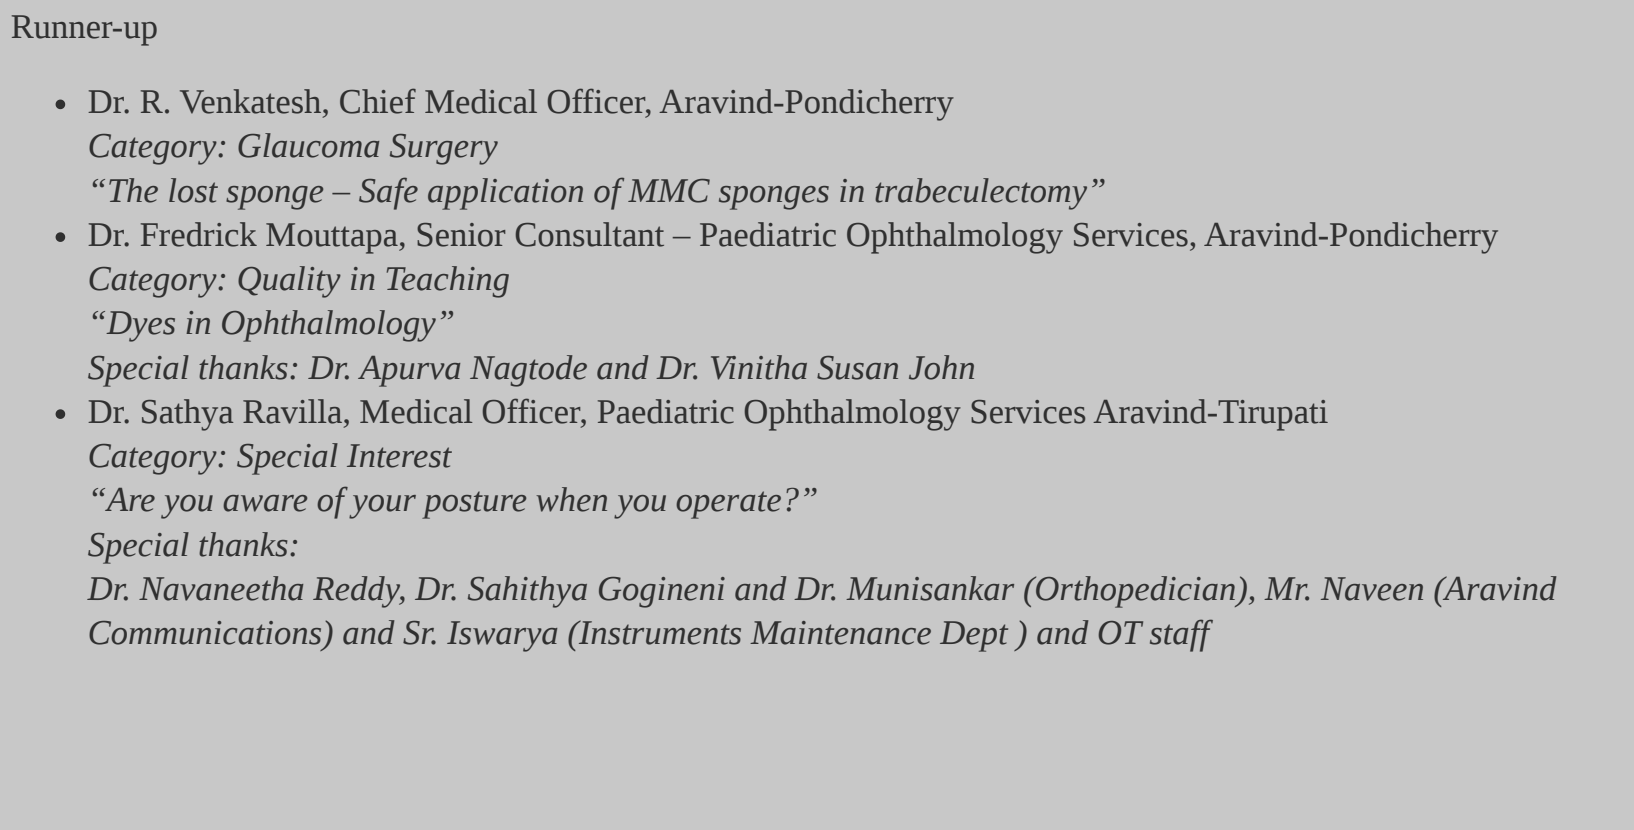 Runner-up
• Dr. R. Venkatesh, Chief Medical Officer, Aravind-Pondicherry
Category: Glaucoma Surgery
“The lost sponge – Safe application of MMC sponges in trabeculectomy”
• Dr. Fredrick Mouttapa, Senior Consultant – Paediatric Ophthalmology Services, Aravind-Pondicherry
Category: Quality in Teaching
“Dyes in Ophthalmology”
Special thanks: Dr. Apurva Nagtode and Dr. Vinitha Susan John
• Dr. Sathya Ravilla, Medical Officer, Paediatric Ophthalmology Services Aravind-Tirupati
Category: Special Interest
“Are you aware of your posture when you operate?”
Special thanks:
Dr. Navaneetha Reddy, Dr. Sahithya Gogineni and Dr. Munisankar (Orthopedician), Mr. Naveen (Aravind
Communications) and Sr. Iswarya (Instruments Maintenance Dept ) and OT staff